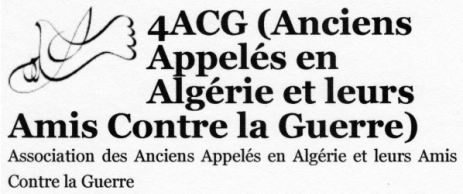 4ACG (Anciens
Appelés en
Algérie et leurs
Amis Contre la Guerre)
Association des Anciens Appelés en Algérie et leurs Amis
Contre la Guerre